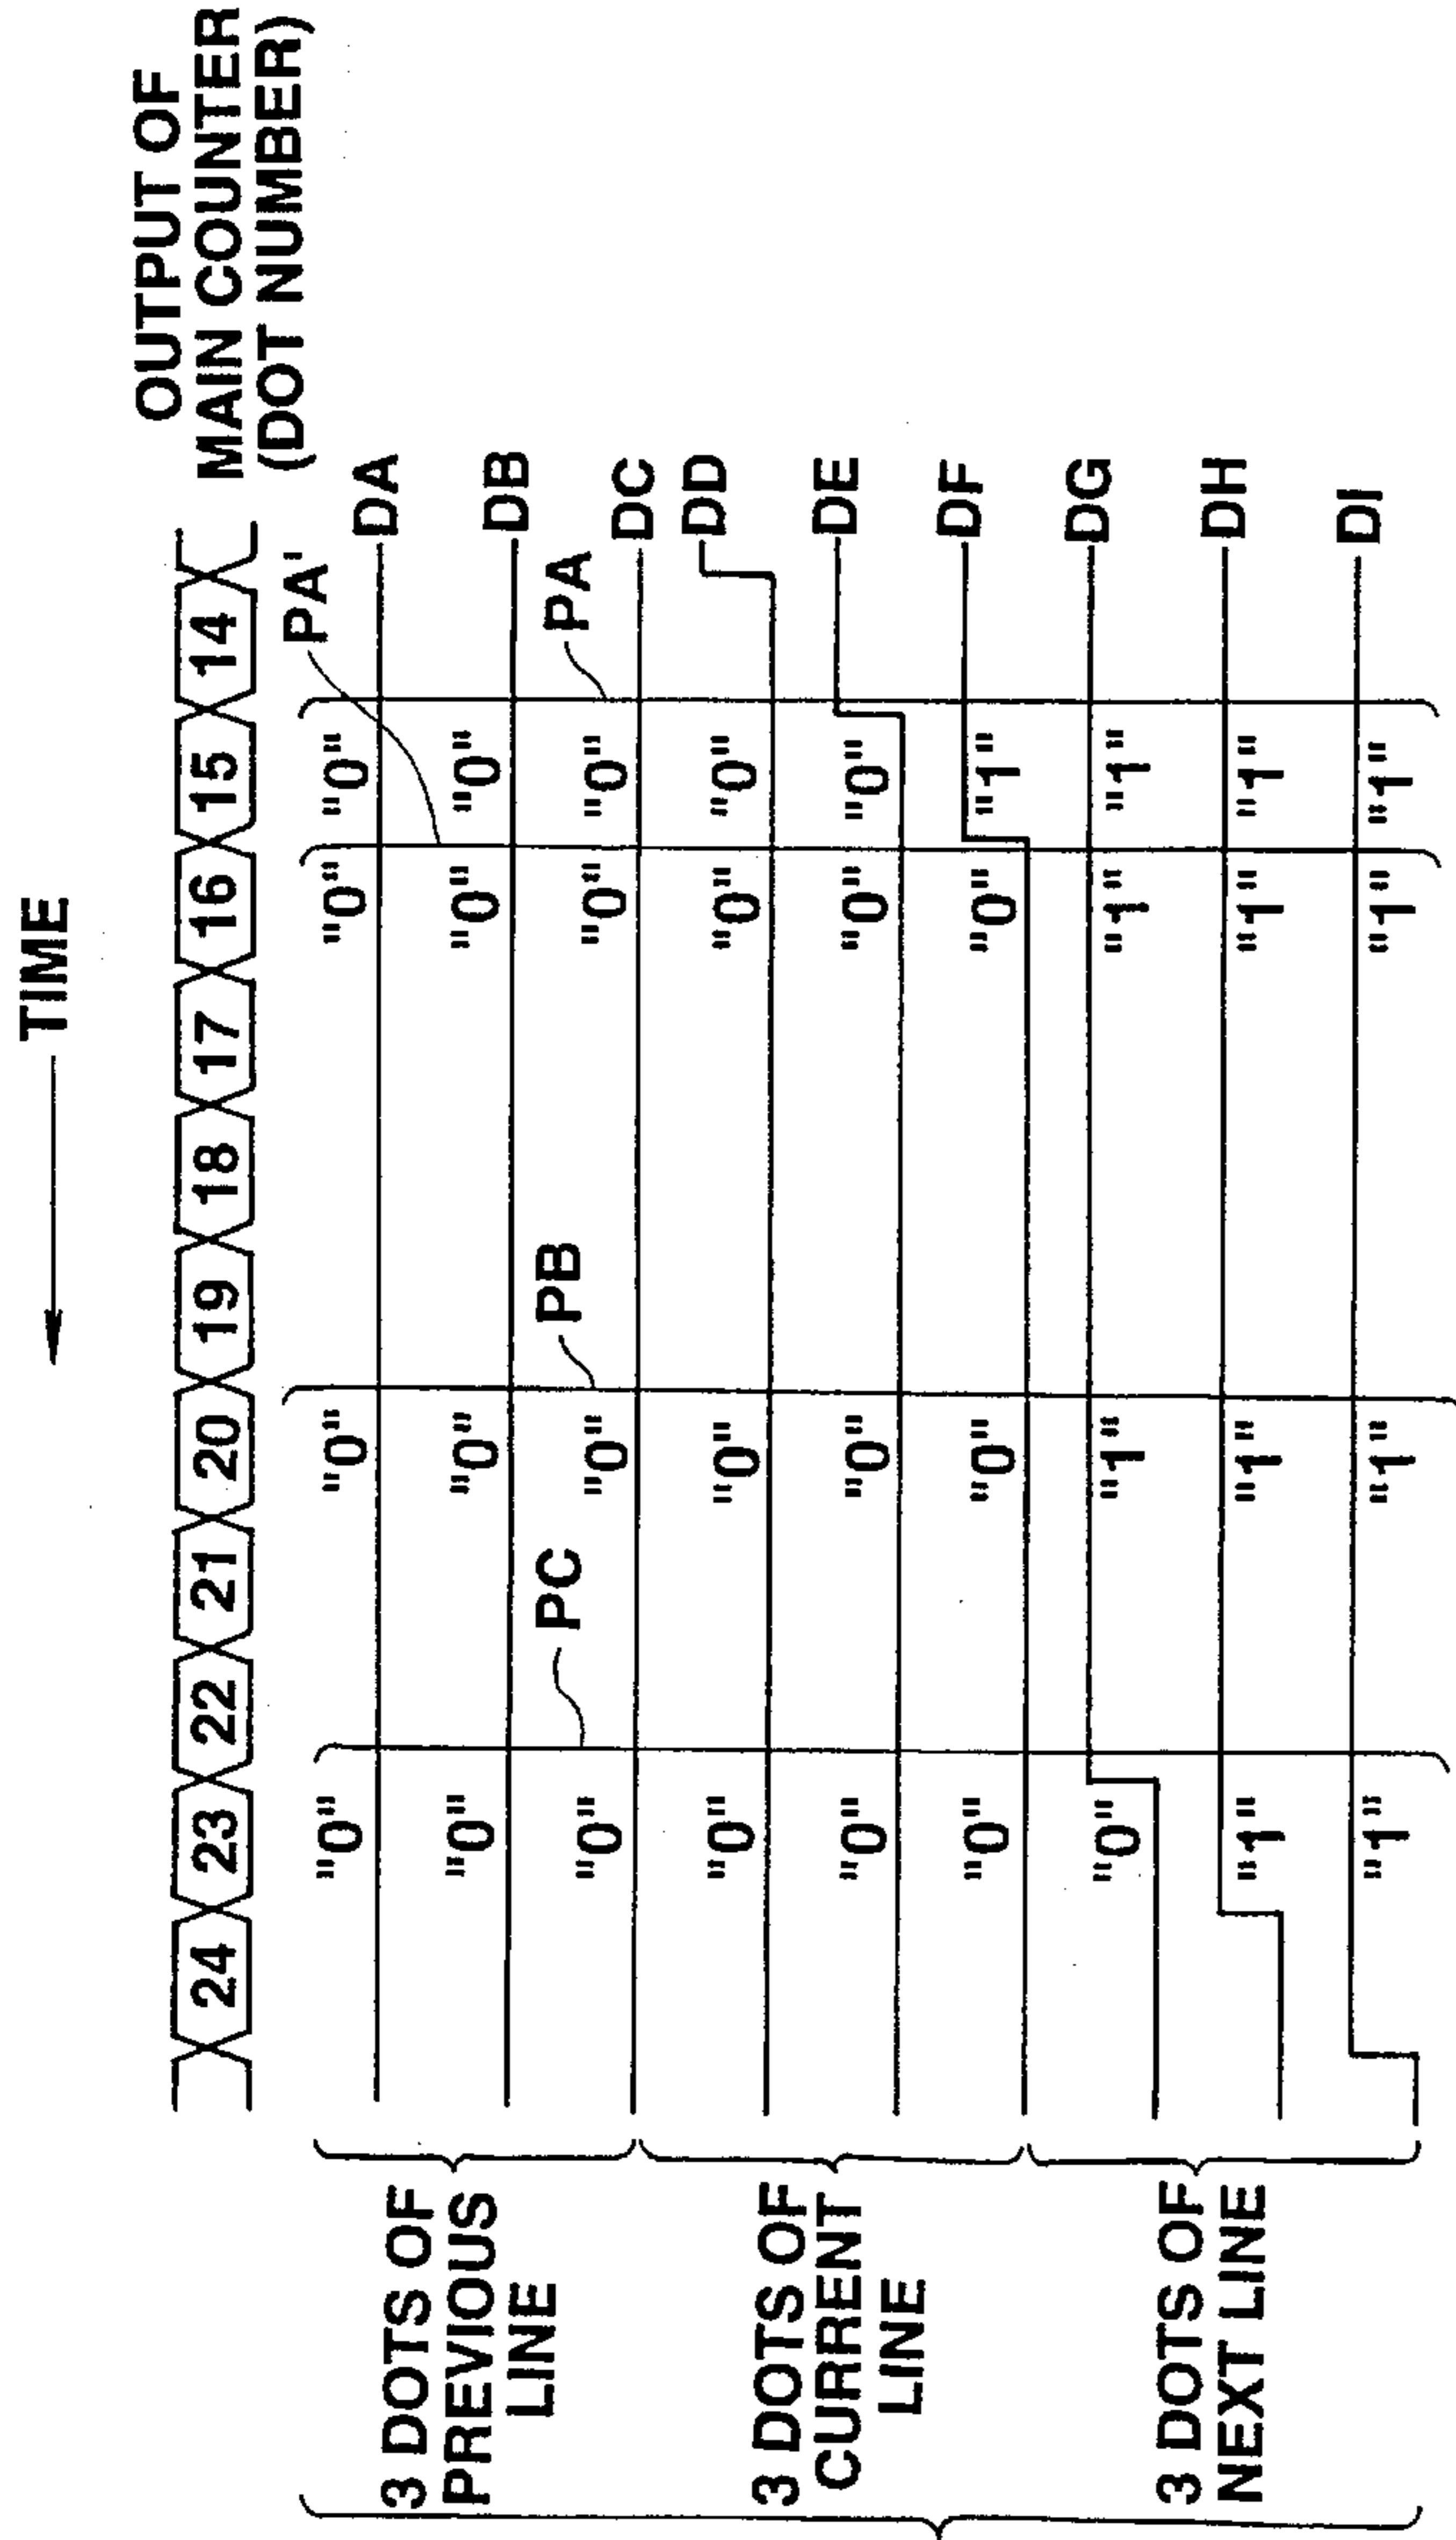 TIME
24 23 22 21 20 19 18 17 16 15 14
OUTPUT OF
MAIN COUNTER
(DOT NUMBER)
PA'
3 DOTS OF
PREVIOUS
LINE
"0" "0" "0" "0" DA
"0" "0" "0" "0" DB
PC PB PA
"0" "0" "0" "0" DC
3 DOTS OF
CURRENT
LINE
"0" "0" "0" "0" DD
"0" "0" "0" "0" DE
"0" "0" "0" "1" DF
3 DOTS OF
NEXT LINE
"0" "1" "1" "1" DG
"1" "1" "1" "1" DH
"1" "1" "1" "1" DI